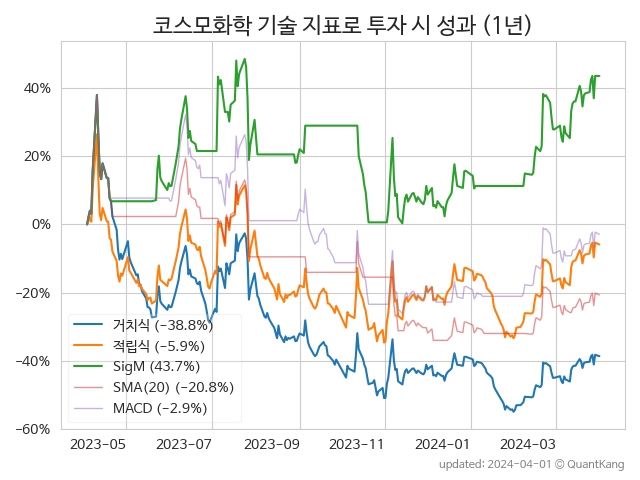 코스모화학 기술 지표로 투자 시 성과 (1년)
40%
20%
0%
−20%
−40%
−60%
거치식 (−38.8%)
적립식 (−5.9%)
SigM (43.7%)
SMA(20) (−20.8%)
MACD (−2.9%)
2023−05
2023−07
2023−09
2023−11
2024−01
2024−03
updated: 2024−04−01 © QuantKang